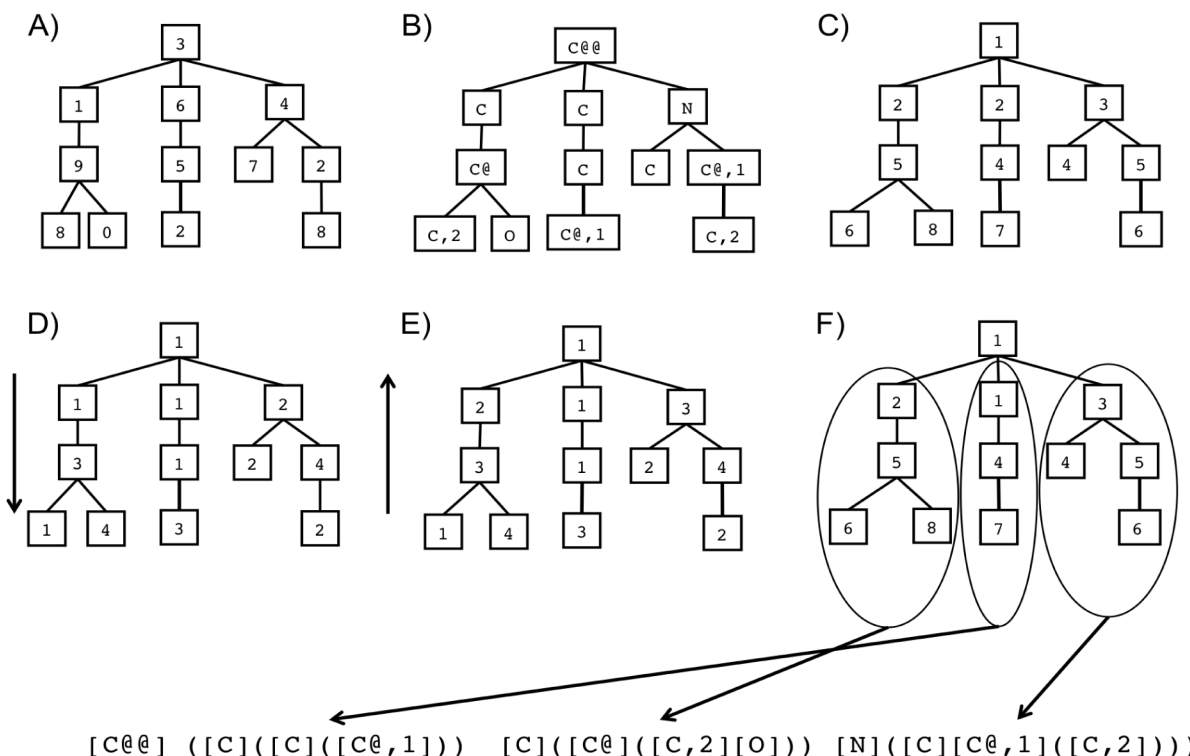 A) B) C)
3 C@@ 1
1 6 4 C C N 2 2 3
9 5 7 2 C@ C C C@,1 5 4 4 5
8 0 2 8 C,2 O C@,1 C,2 6 8 7 6
D) E) F)
1 1 1
1 1 2 2 1 3 2 1 3
3 1 2 4 3 1 2 4 5 4 4 5
1 4 3 2 1 4 3 2 6 8 7 6
[C@@] ([C]([C]([C@,1])) [C]([C@]([C,2][O])) [N]([C][C@,1]([C,2])))